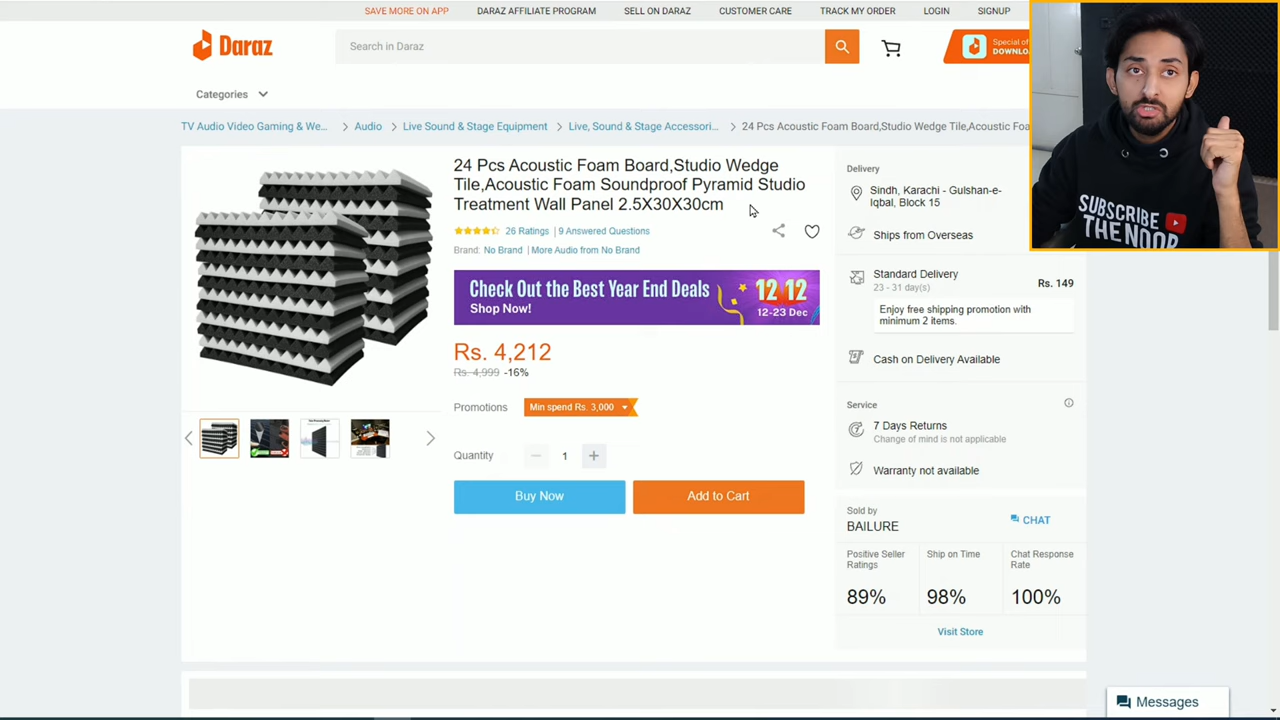 SAVE MORE ON APP
DARAZ AFFILIATE PROGRAM
SELL ON DARAZ
CUSTOMER CARE
TRACK MY ORDER
LOGIN
SIGNUP
Daraz
Search in Daraz
Special of
DOWNLO
Categories
TV Audio Video Gaming & We...
Audio
Live Sound & Stage Equipment
Live, Sound & Stage Accessori...
24 Pcs Acoustic Foam Board,Studio Wedge Tile,Acoustic Foa
24 Pcs Acoustic Foam Board,Studio Wedge
Tile,Acoustic Foam Soundproof Pyramid Studio
Treatment Wall Panel 2.5X30X30cm
26 Ratings | 9 Answered Questions
Brand: No Brand | More Audio from No Brand
Check Out the Best Year End Deals
Shop Now!
12 12
12-23 Dec
Rs. 4,212
Rs. 4,999 -16%
Promotions
Min spend Rs. 3,000
Quantity
1
Buy Now
Add to Cart
Delivery
Sindh, Karachi - Gulshan-e-
Iqbal, Block 15
Ships from Overseas
Standard Delivery
Rs. 149
23 - 31 day(s)
Enjoy free shipping promotion with
minimum 2 items.
Cash on Delivery Available
Service
7 Days Returns
Change of mind is not applicable
Warranty not available
Sold by
BAILURE
CHAT
Positive Seller
Ratings
Ship on Time
Chat Response
Rate
89%
98%
100%
Visit Store
Messages
SUBSCRIBE
THE NOOR